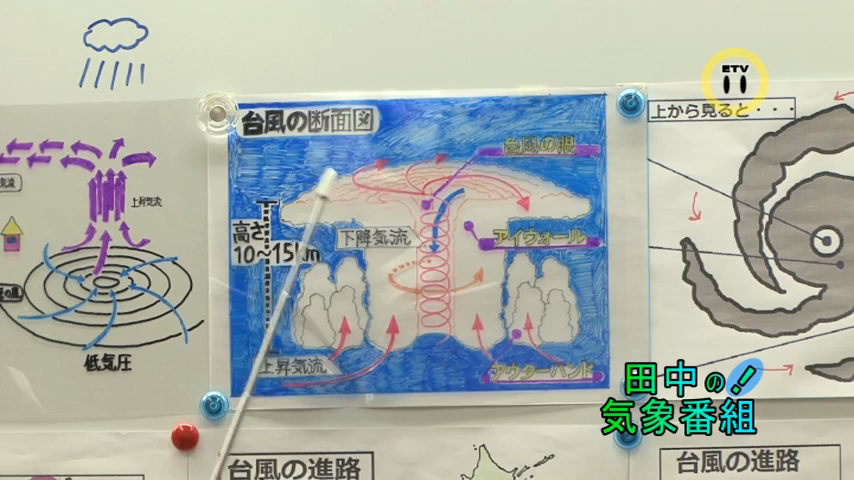 ETV
台風の断面図
台風の眼
上から見ると・・・
上昇気流
高さ
10~15km
下降気流
アイウォール
低気圧
上昇気流
アウターバンド
田中の!
気象番組
台風の進路
台風の進路